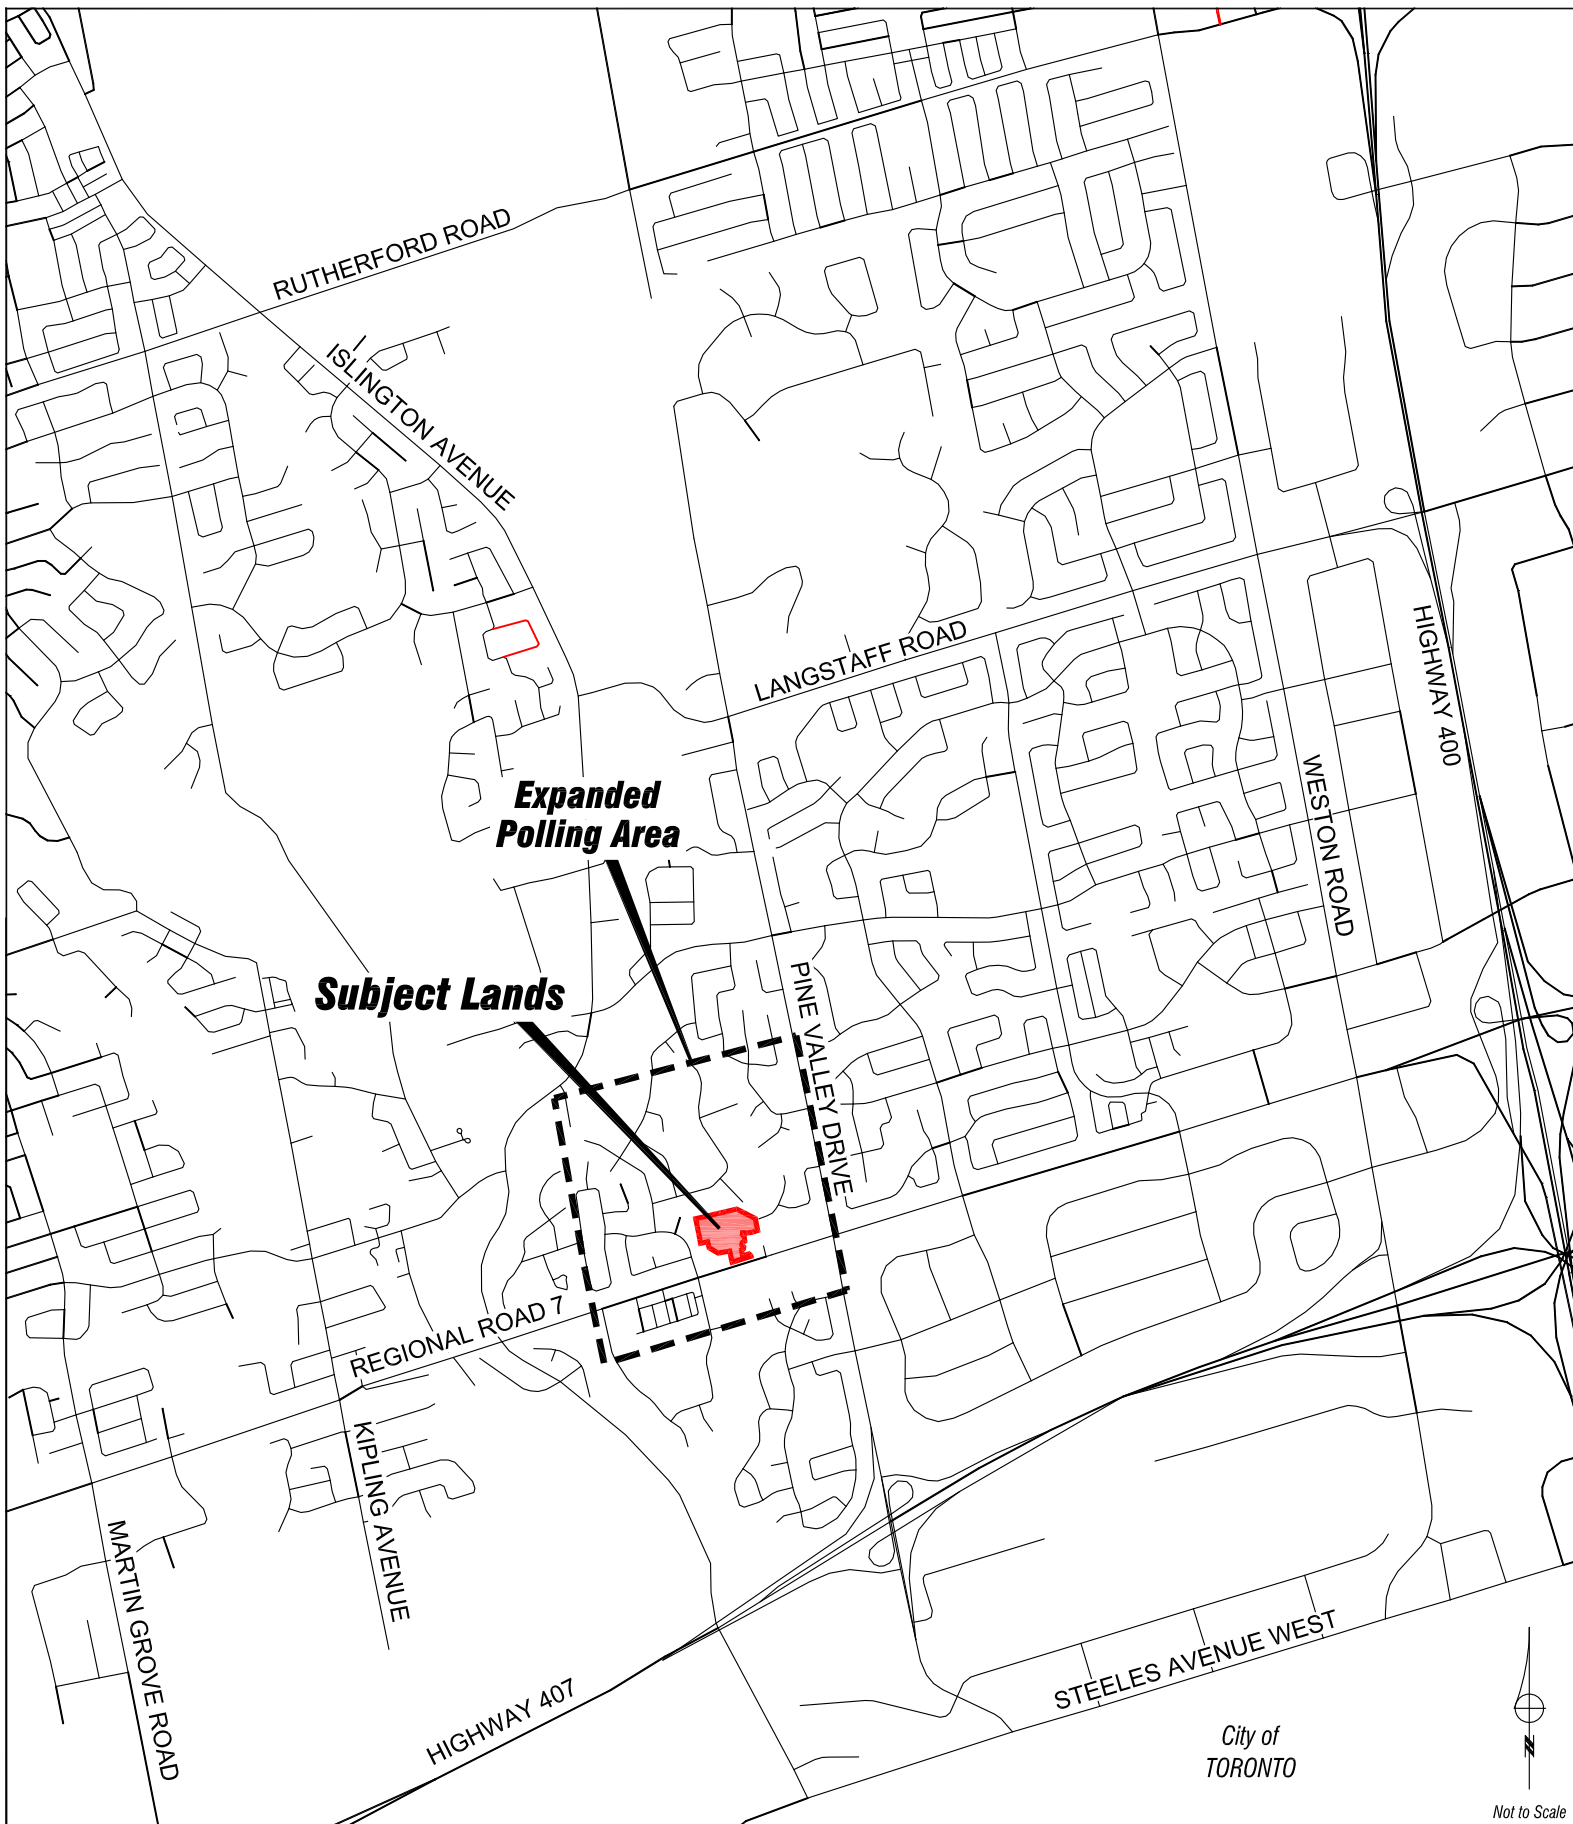 RUTHERFORD ROAD
ISLINGTON AVENUE
LANGSTAFF ROAD
HIGHWAY 400
WESTON ROAD
Expanded
Polling Area
Subject Lands
PINE VALLEY DRIVE
REGIONAL ROAD 7
KIPLING AVENUE
MARTIN GROVE ROAD
HIGHWAY 407
STEELES AVENUE WEST
City of
TORONTO
N
Not to Scale